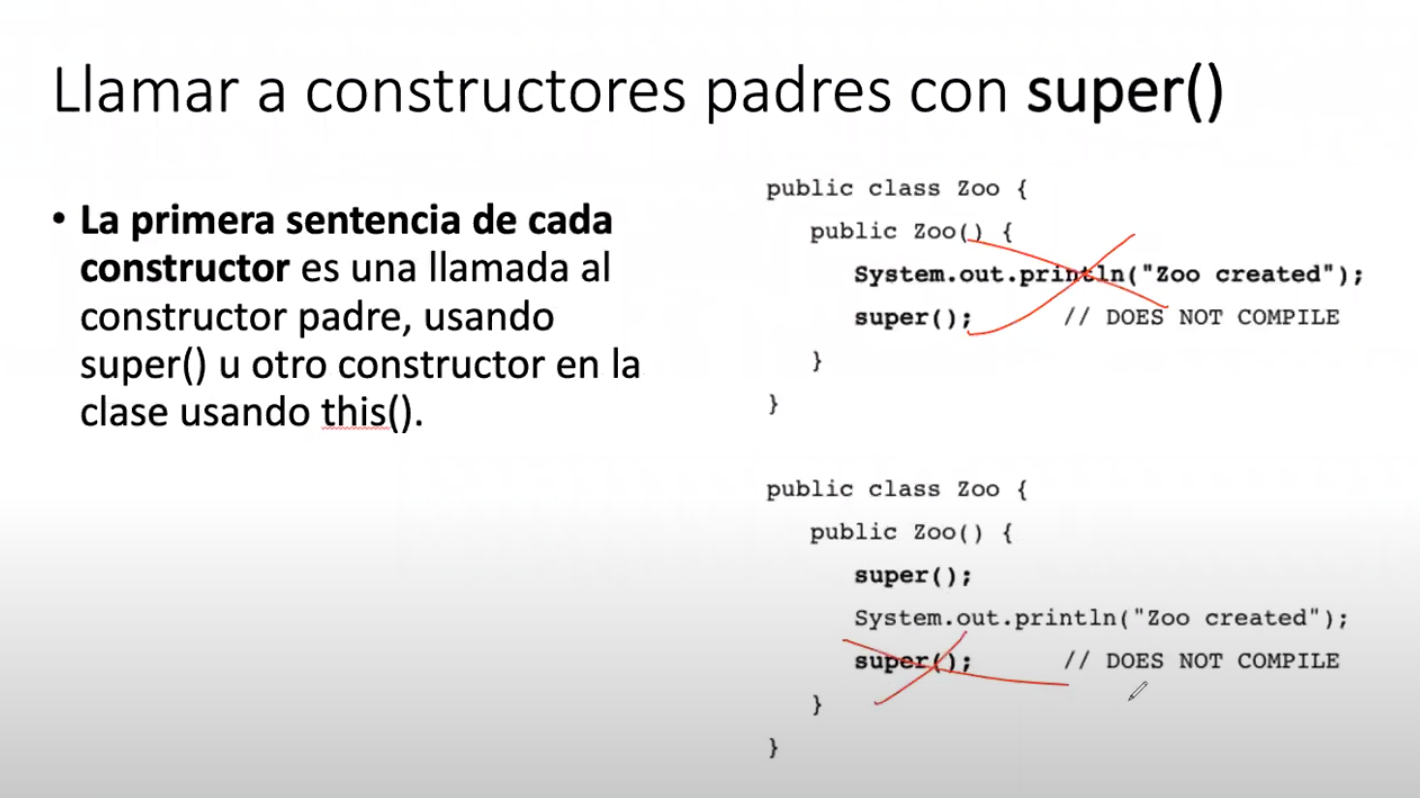 Llamar a constructores padres con super()
• La primera sentencia de cada
constructor es una llamada al
constructor padre, usando
super() u otro constructor en la
clase usando this().
public class Zoo {
public Zoo() {
System.out.println("Zoo created");
super(); // DOES NOT COMPILE
}
}
public class Zoo {
public Zoo() {
super();
System.out.println("Zoo created");
super(); // DOES NOT COMPILE
}
}